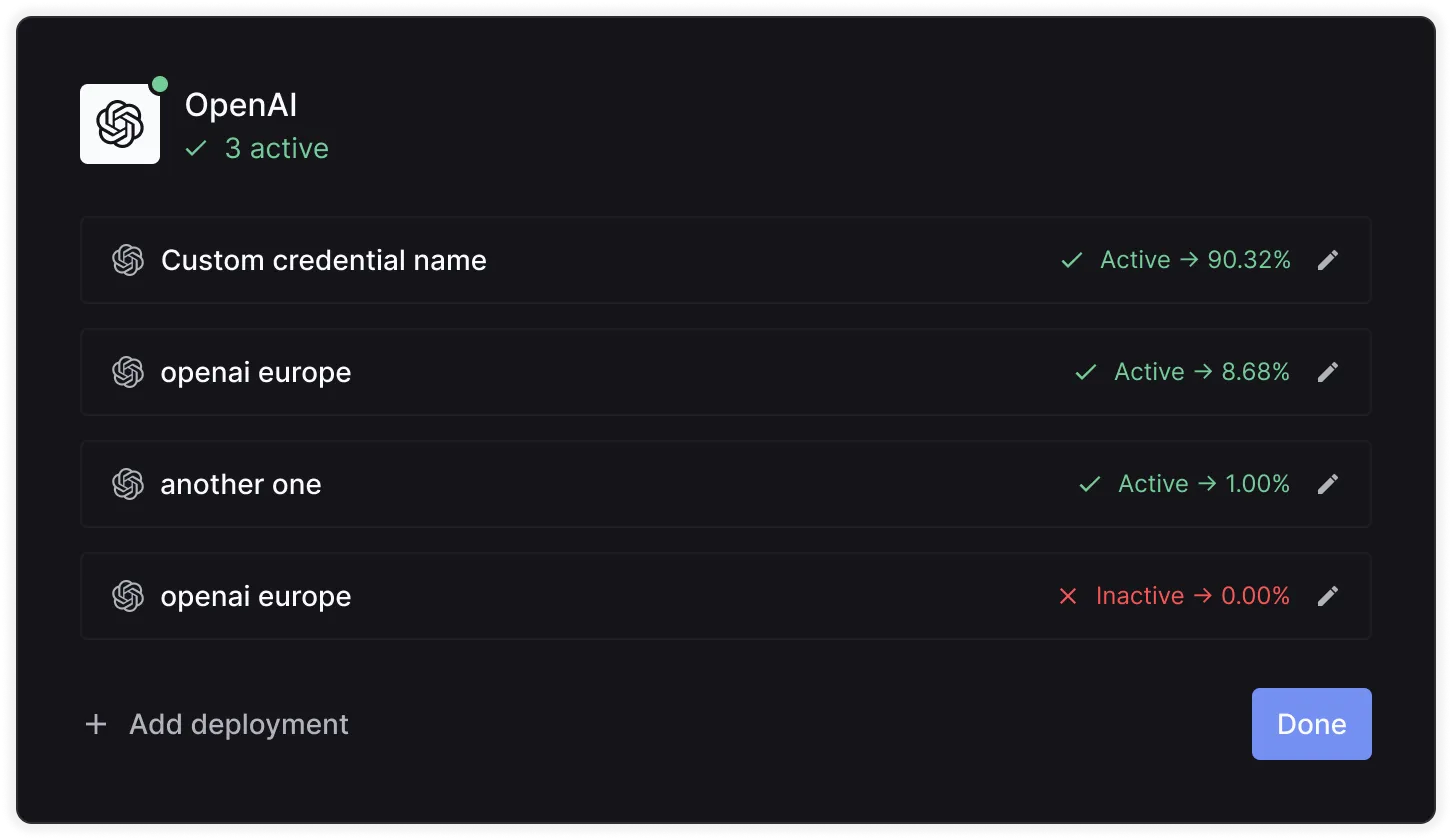 OpenAI
✓ 3 active
Custom credential name ✓ Active → 90.32%
openai europe ✓ Active → 8.68%
another one ✓ Active → 1.00%
openai europe × Inactive → 0.00%
+ Add deployment Done